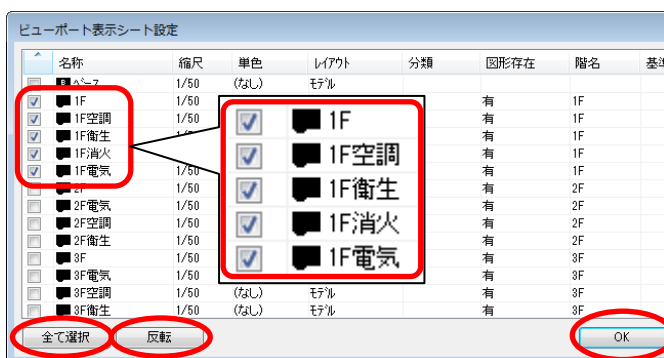 ビューポート表示シート設定
名称 縮尺 単色 レイアウト 分類 図形存在 階名 基準
B ベース 1/50 (なし) モデル
1F 1/50 有 1F
1F空調 1/50 有 1F
1F衛生 有 1F
1F消火 有 1F
1F電気 1/50 有 1F
2F 1/50 有 2F
2F電気 1/50 有 2F
2F空調 1/50 有 2F
2F衛生 1/50 有 2F
3F 1/50 有 3F
3F電気 1/50 有 3F
3F空調 1/50 (なし) モデル 有 3F
3F衛生 1/50 (なし) モデル 有 3F
1F
1F空調
1F衛生
1F消火
1F電気
全て選択 反転 OK